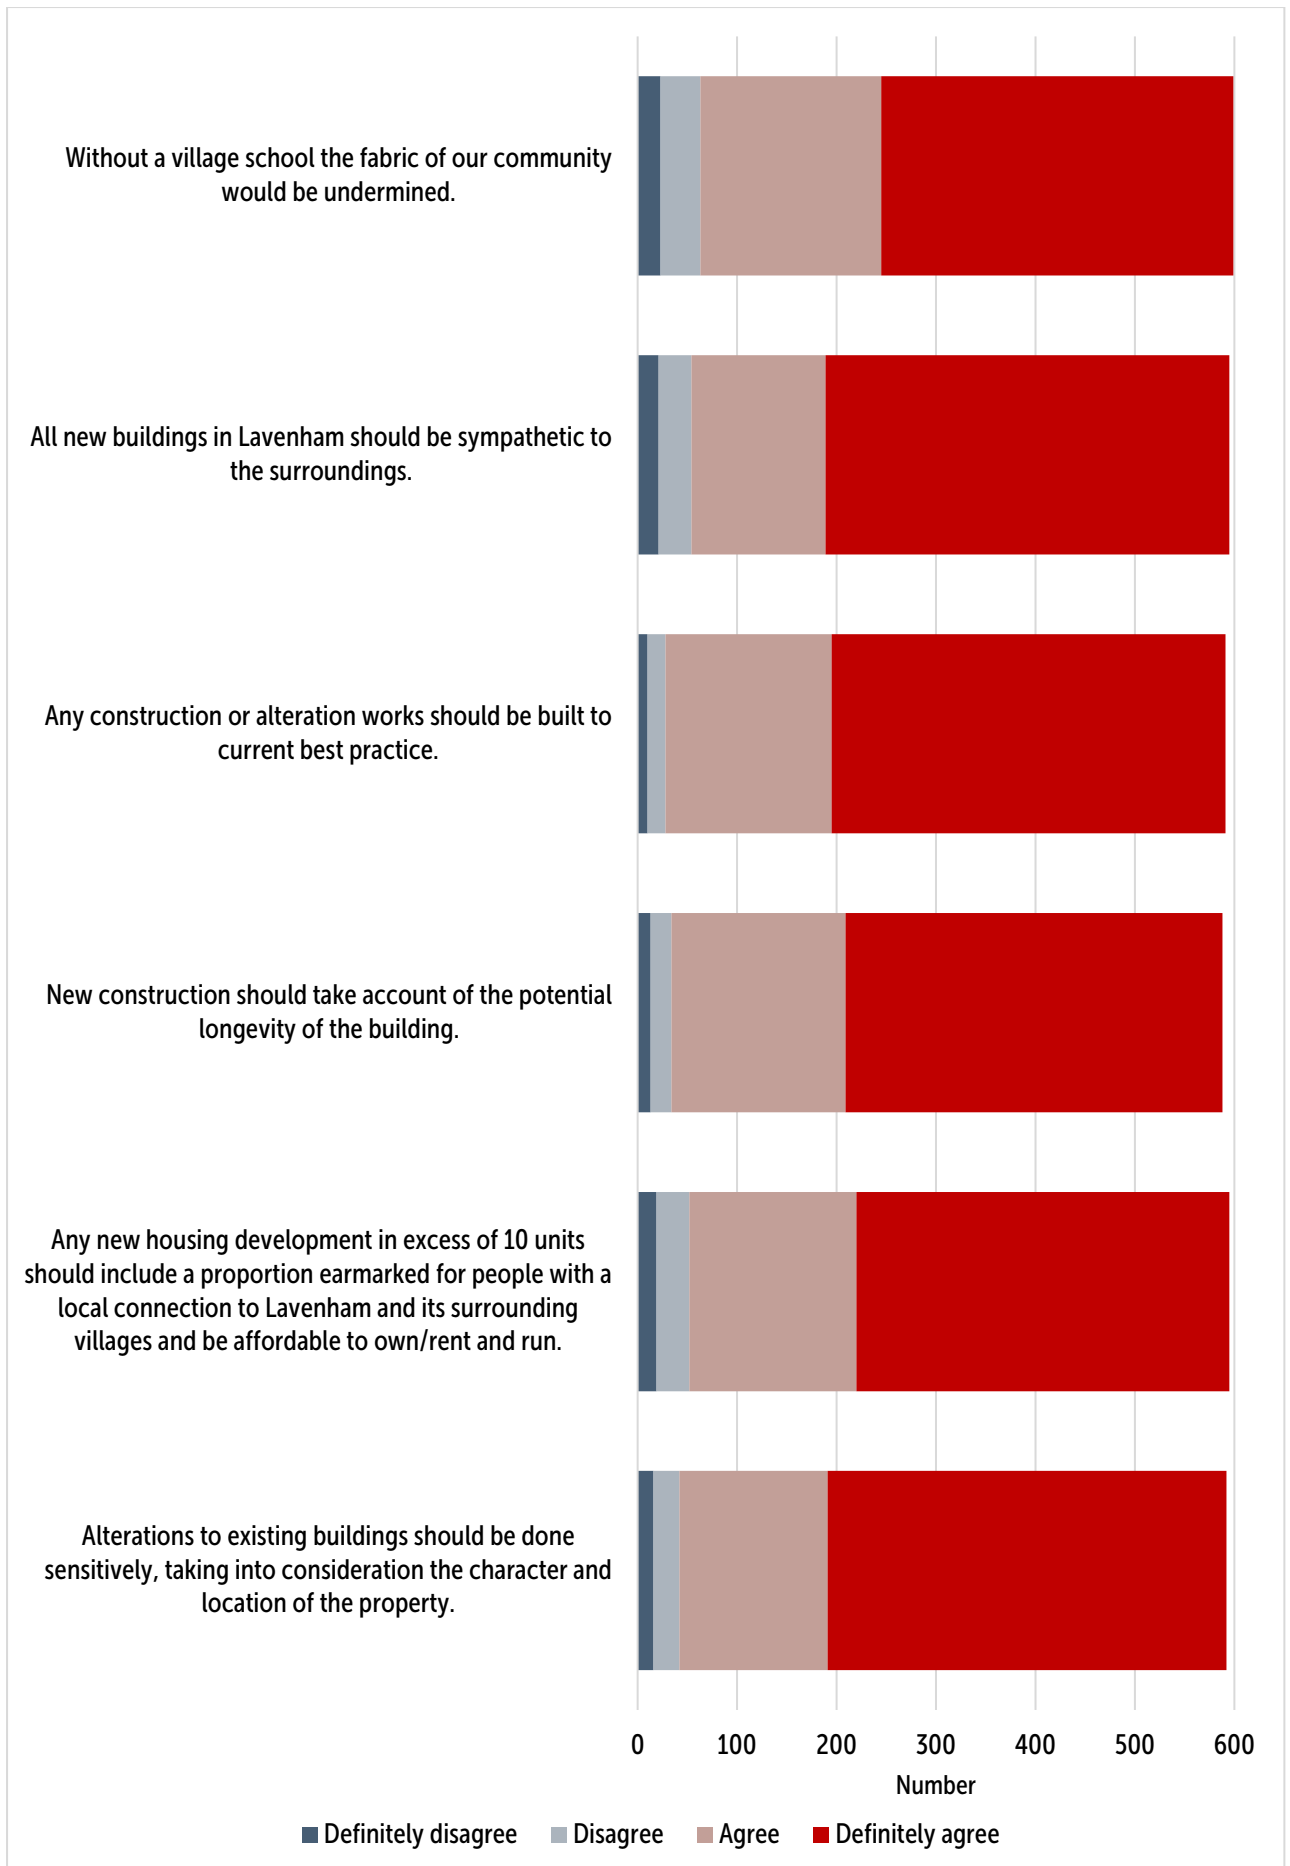 Without a village school the fabric of our community
would be undermined.
All new buildings in Lavenham should be sympathetic to
the surroundings.
Any construction or alteration works should be built to
current best practice.
New construction should take account of the potential
longevity of the building.
Any new housing development in excess of 10 units
should include a proportion earmarked for people with a
local connection to Lavenham and its surrounding
villages and be affordable to own/rent and run.
Alterations to existing buildings should be done
sensitively, taking into consideration the character and
location of the property.
0 100 200 300 400 500 600
Number
Definitely disagree Disagree Agree Definitely agree